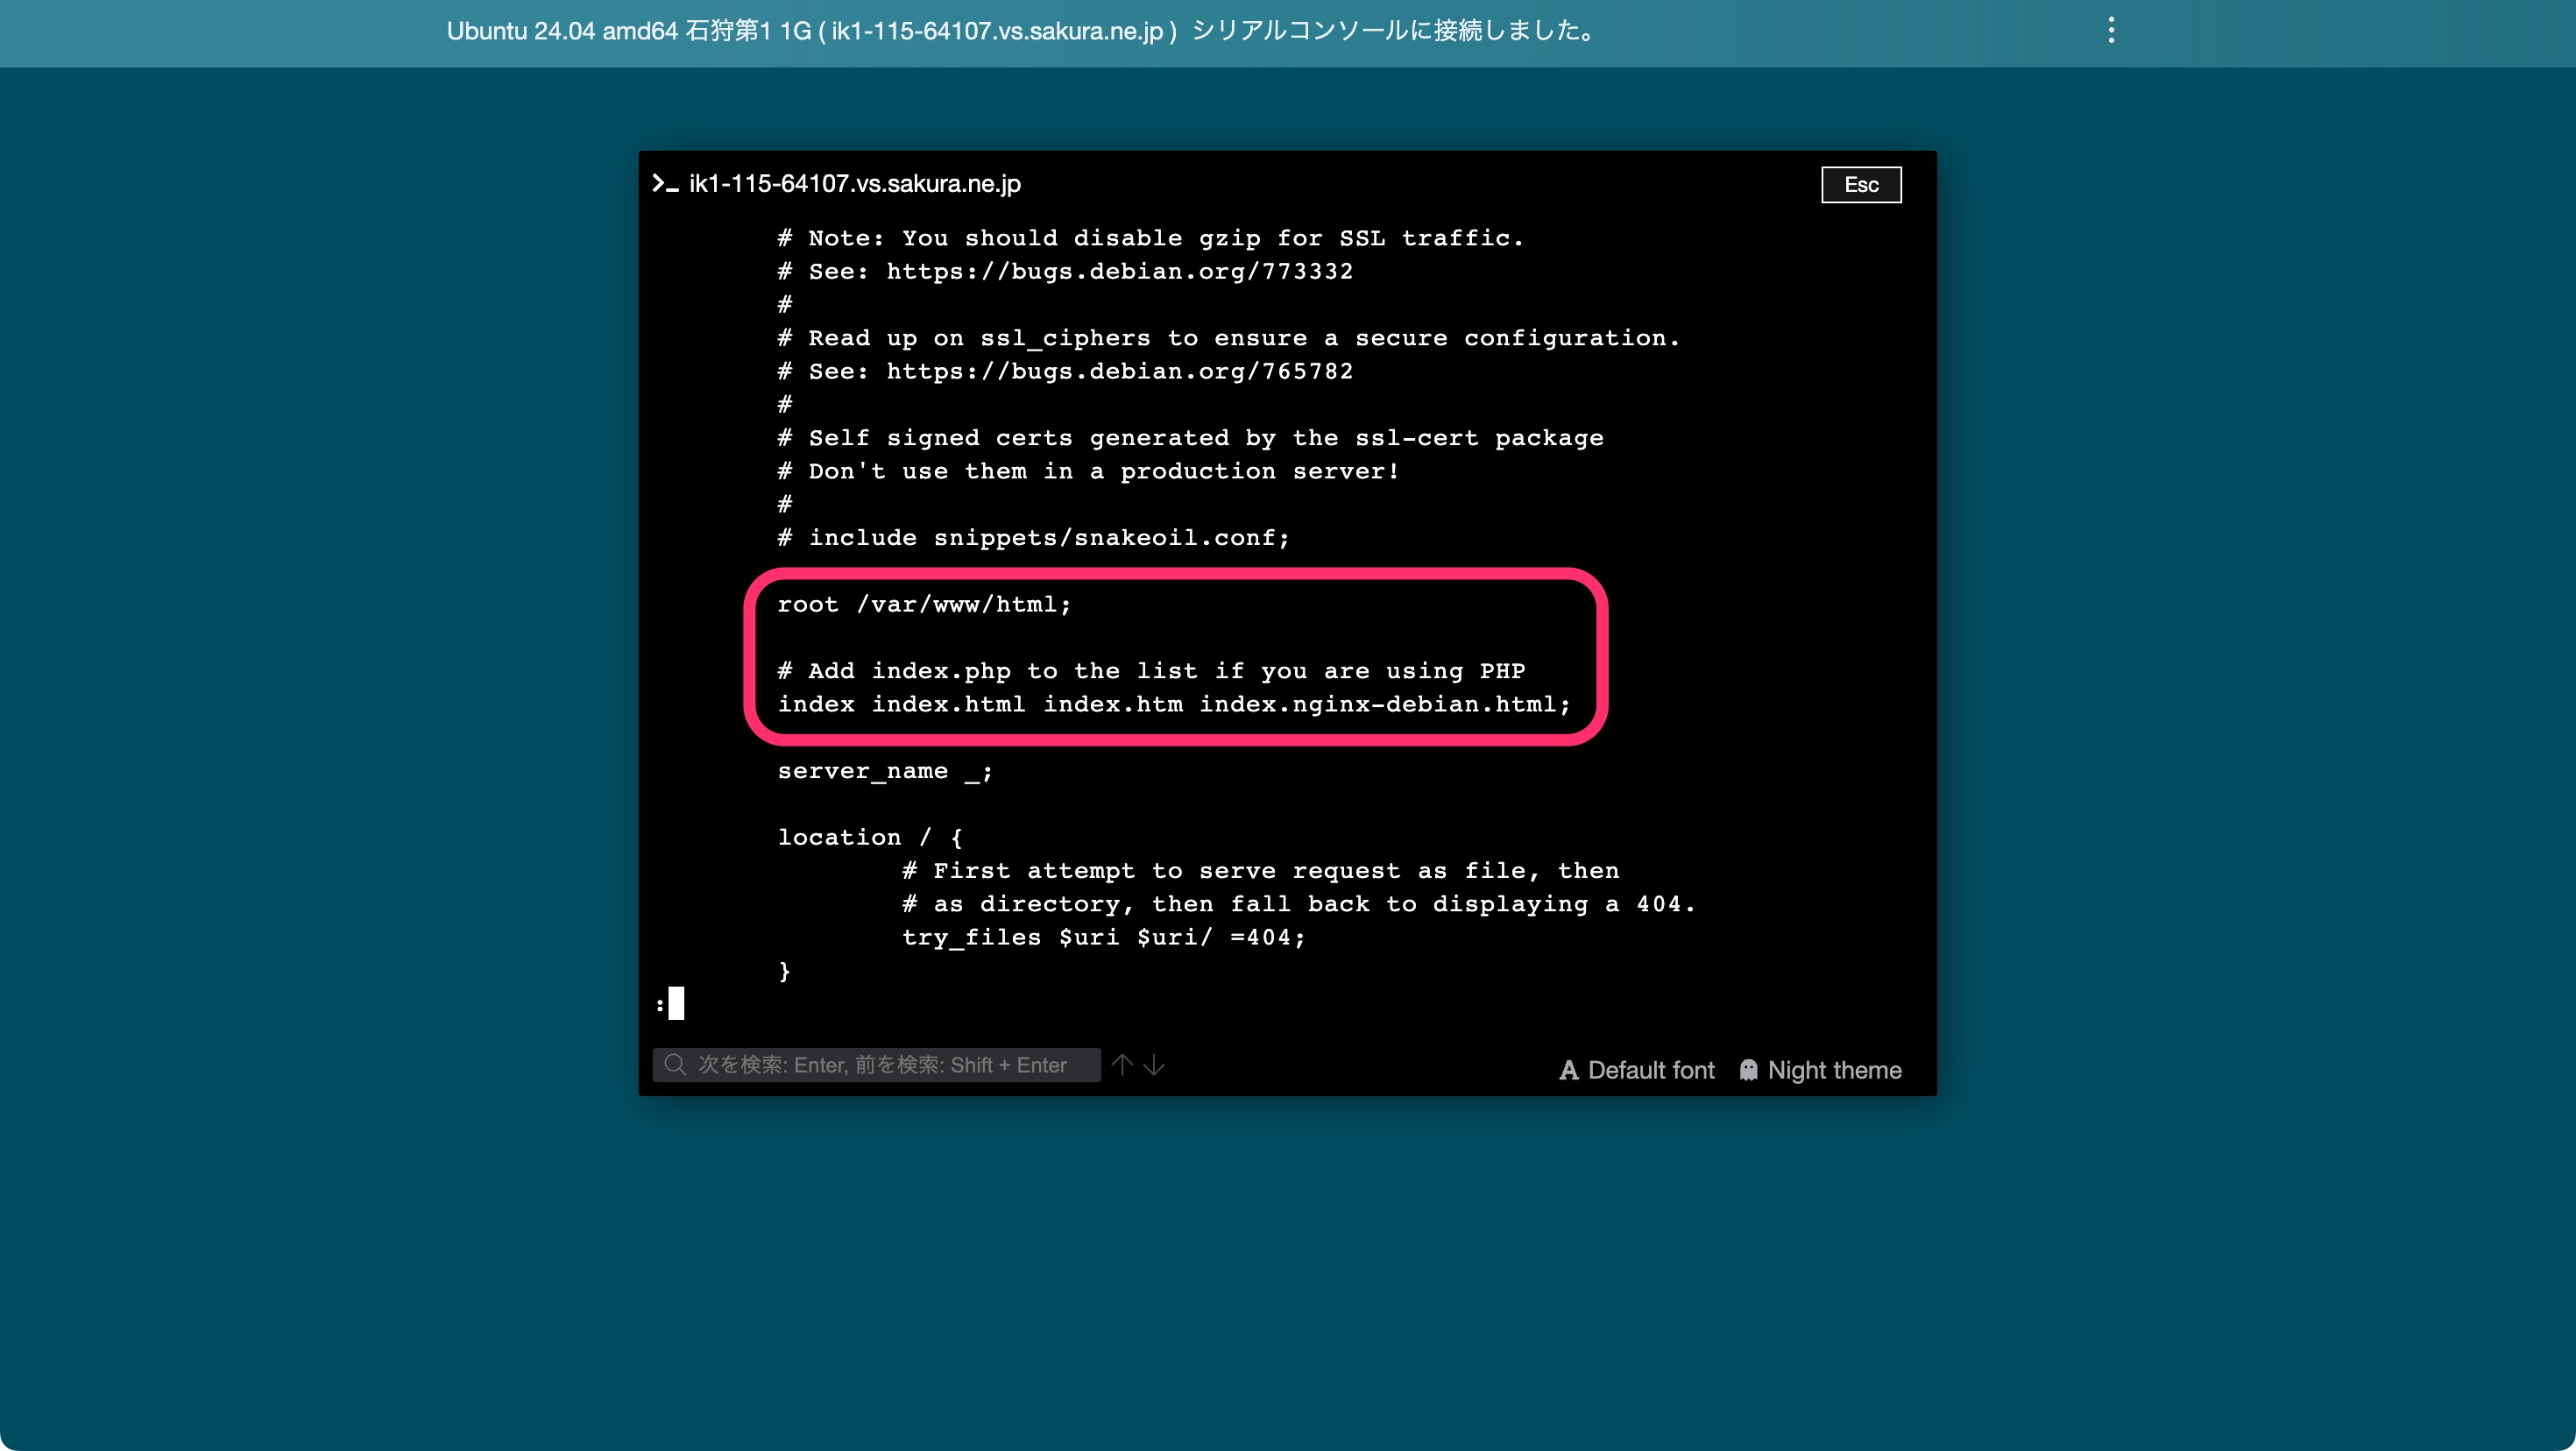 Ubuntu 24.04 amd64 石狩第1 1G ( ik1-115-64107.vs.sakura.ne.jp ) シリアルコンソールに接続しました。
ik1-115-64107.vs.sakura.ne.jp
Esc
# Note: You should disable gzip for SSL traffic.
# See: https://bugs.debian.org/773332
#
# Read up on ssl_ciphers to ensure a secure configuration.
# See: https://bugs.debian.org/765782
#
# Self signed certs generated by the ssl-cert package
# Don't use them in a production server!
#
# include snippets/snakeoil.conf;
root /var/www/html;
# Add index.php to the list if you are using PHP
index index.html index.htm index.nginx-debian.html;
server_name _;
location / {
# First attempt to serve request as file, then
# as directory, then fall back to displaying a 404.
try_files $uri $uri/ =404;
}
:
次を検索: Enter, 前を検索: Shift + Enter
A Default font
Night theme